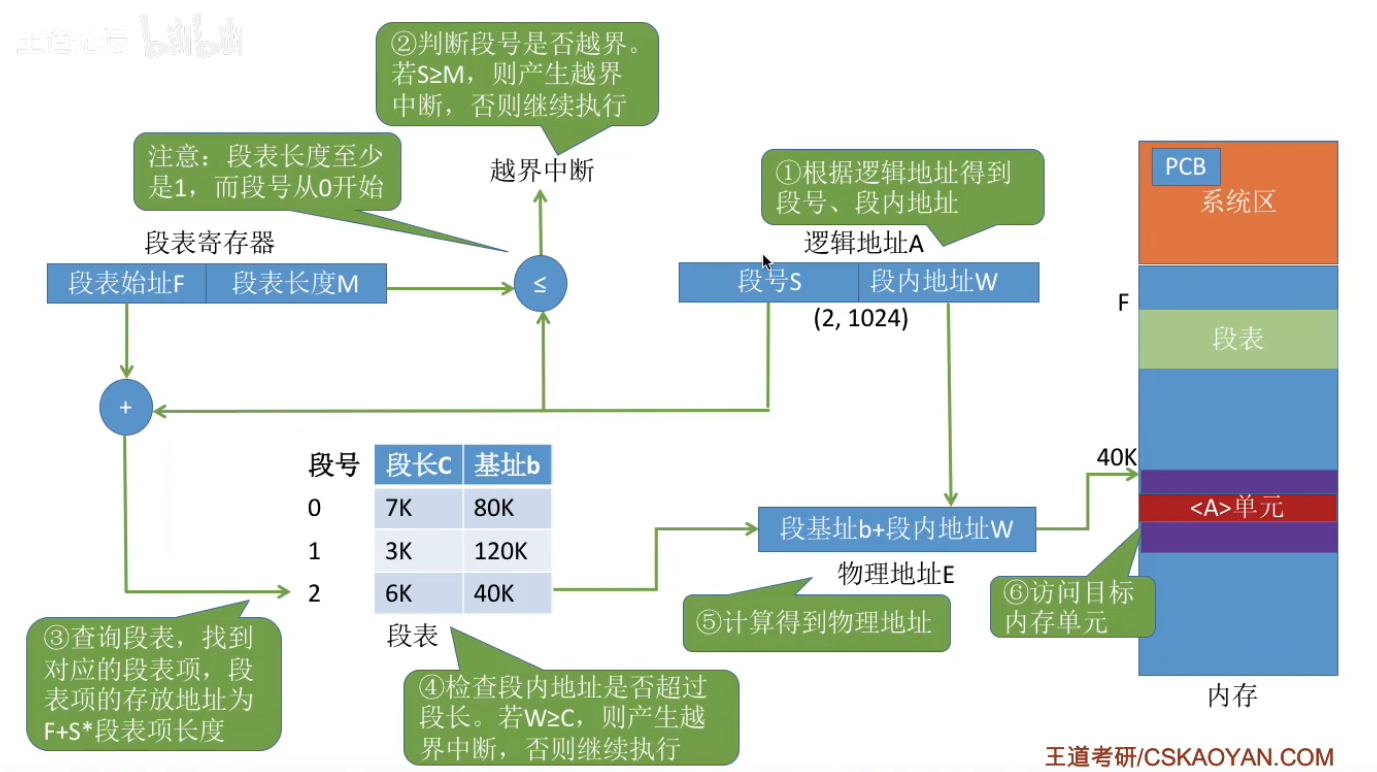 王道论坛 bilibili
②判断段号是否越界。
若S≥M，则产生越界
中断，否则继续执行
注意：段表长度至少
是1，而段号从0开始
越界中断
①根据逻辑地址得到
段号、段内地址
PCB
系统区
段表寄存器
逻辑地址A
段表始址F 段表长度M
≤
段号S 段内地址W
(2, 1024)
F
段表
+
40K
段号 段长C 基址b
0 7K 80K
1 3K 120K
2 6K 40K
段表
<A>单元
段基址b+段内地址W
物理地址E
⑤计算得到物理地址
⑥访问目标
内存单元
③查询段表，找到
对应的段表项，段
表项的存放地址为
F+S*段表项长度
④检查段内地址是否超过
段长。若W≥C，则产生越
界中断，否则继续执行
内存
王道考研/CSKAOYAN.COM